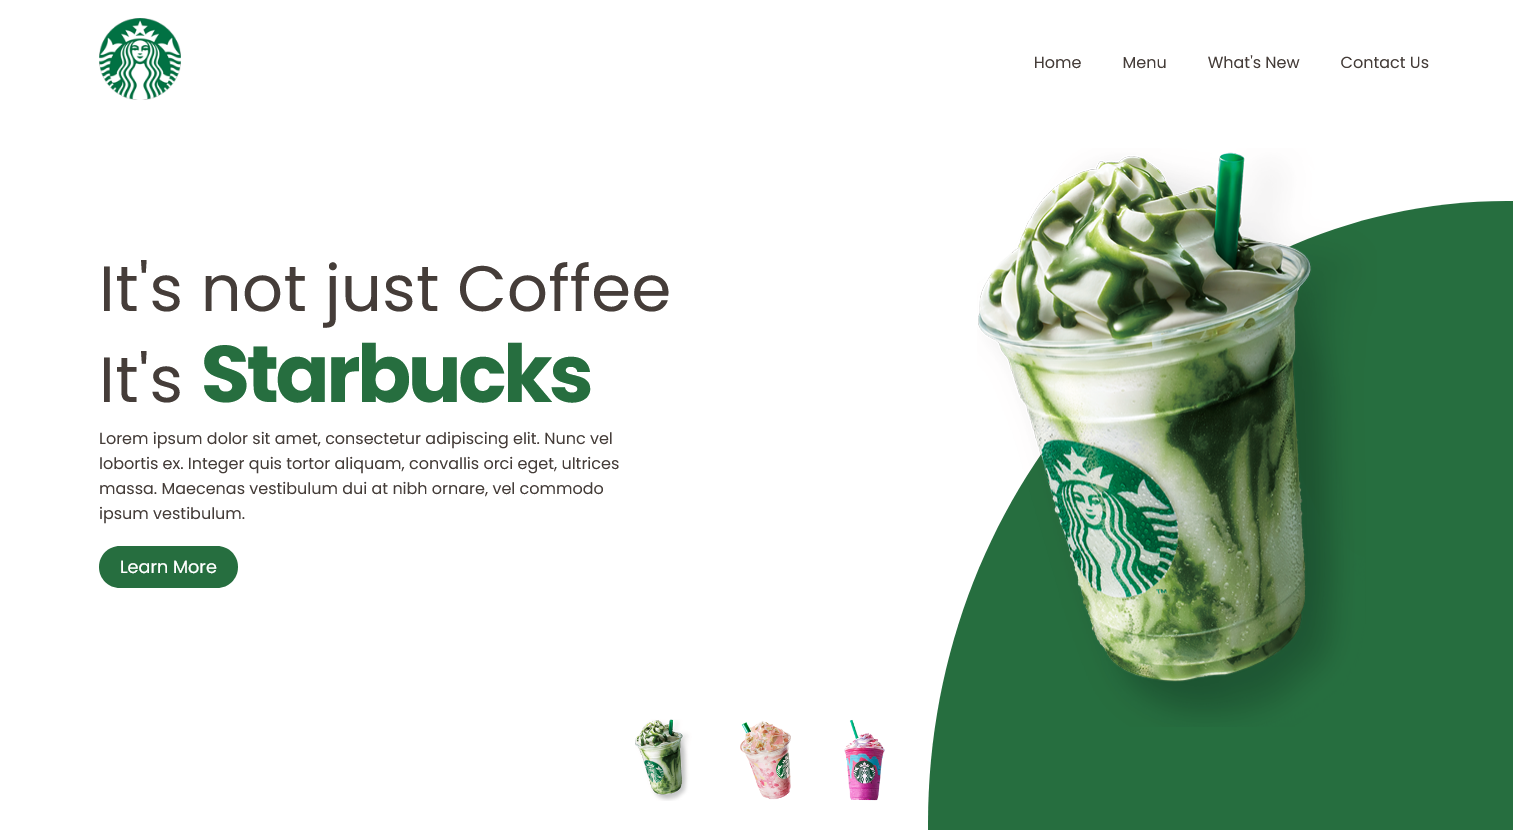 Home Menu What's New Contact Us
It's not just Coffee
It's Starbucks
Lorem ipsum dolor sit amet, consectetur adipiscing elit. Nunc vel
lobortis ex. Integer quis tortor aliquam, convallis orci eget, ultrices
massa. Maecenas vestibulum dui at nibh ornare, vel commodo
ipsum vestibulum.
Learn More
TM